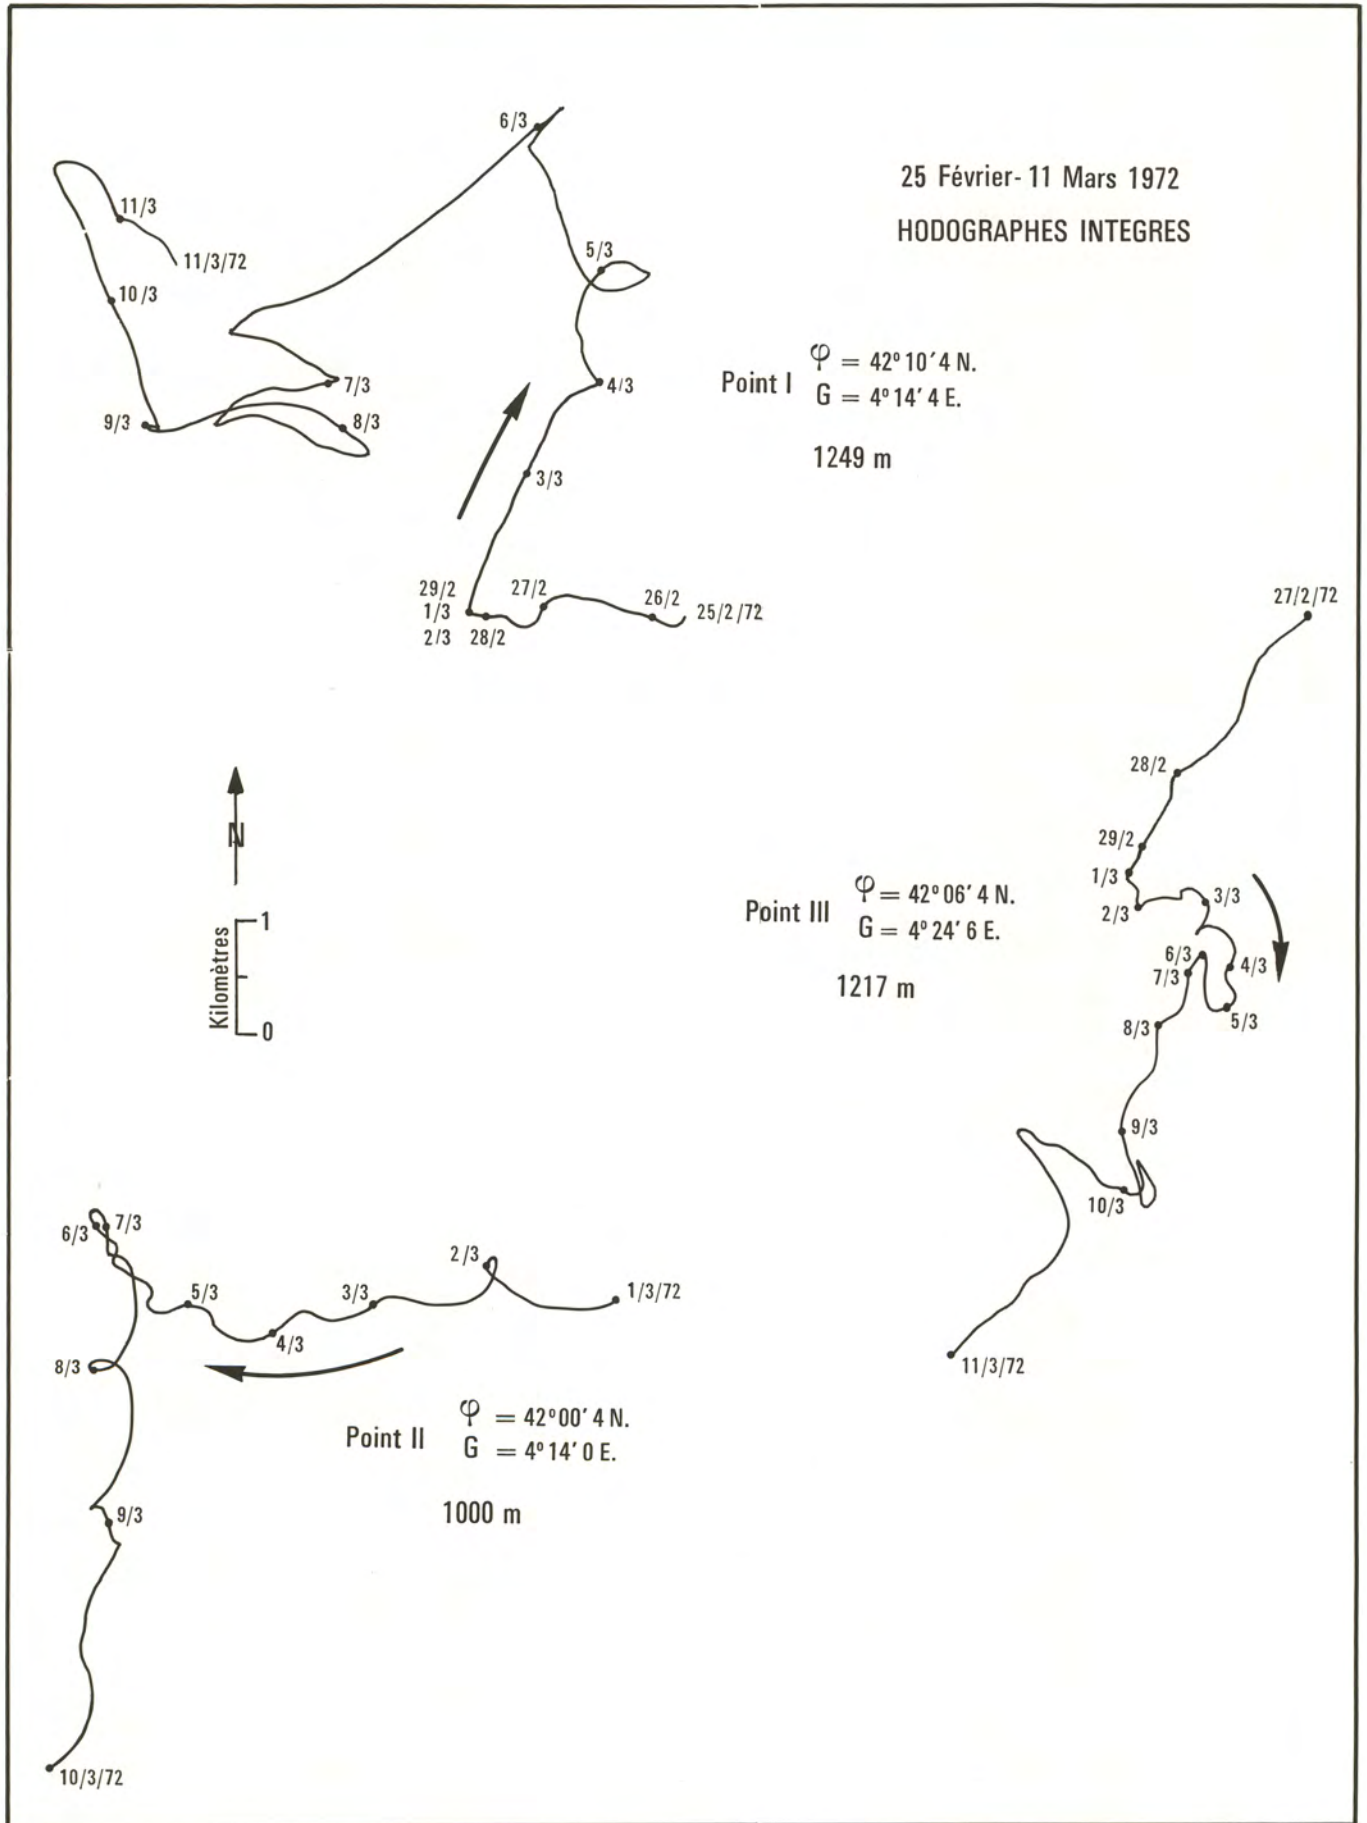 25 Février- 11 Mars 1972
HODOGRAPHES INTEGRES
6/3
11/3
11/3/72
10/3
9/3
7/3
8/3
5/3
4/3
3/3
29/2
1/3
2/3
28/2
27/2
26/2
25/2/72
Point I
φ = 42° 10′ 4 N.
G = 4° 14′ 4 E.
1249 m
N
Kilomètres
1
0
27/2/72
28/2
29/2
1/3
2/3
3/3
4/3
5/3
6/3
7/3
8/3
9/3
10/3
11/3/72
Point III
φ = 42° 06′ 4 N.
G = 4° 24′ 6 E.
1217 m
6/3
7/3
5/3
4/3
3/3
2/3
1/3/72
8/3
9/3
10/3/72
Point II
φ = 42° 00′ 4 N.
G = 4° 14′ 0 E.
1000 m